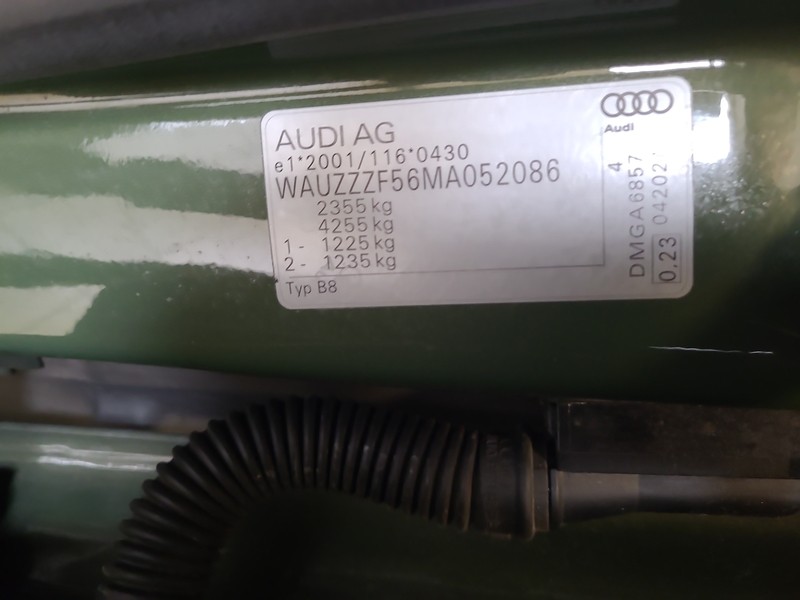 AUDI AG
e1*2001/116*0430
WAUZZZF56MA052086
2355 kg
4255 kg
1- 1225 kg
2- 1235 kg
Typ B8
Audi
4
DMGA6857
042021
0.23